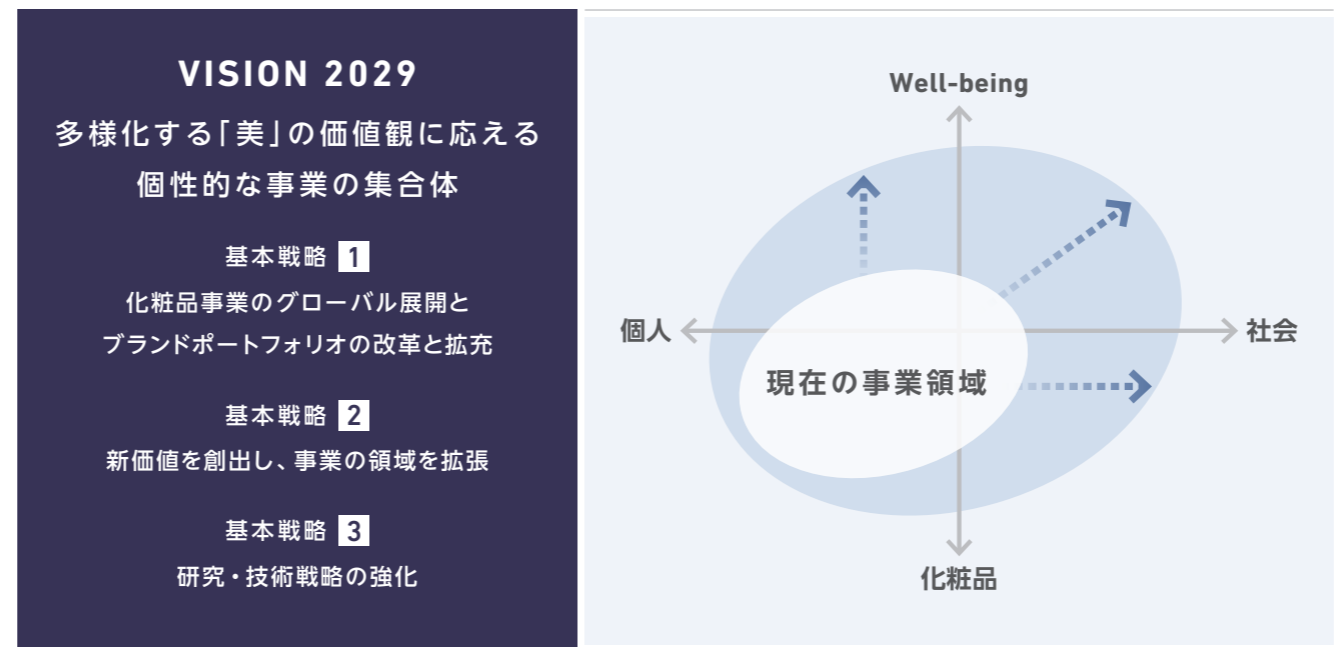 VISION 2029
多様化する「美」の価値観に応える
個性的な事業の集合体
基本戦略 1
化粧品事業のグローバル展開と
ブランドポートフォリオの改革と拡充
基本戦略 2
新価値を創出し、事業の領域を拡張
基本戦略 3
研究・技術戦略の強化
Well-being
個人
社会
現在の事業領域
化粧品